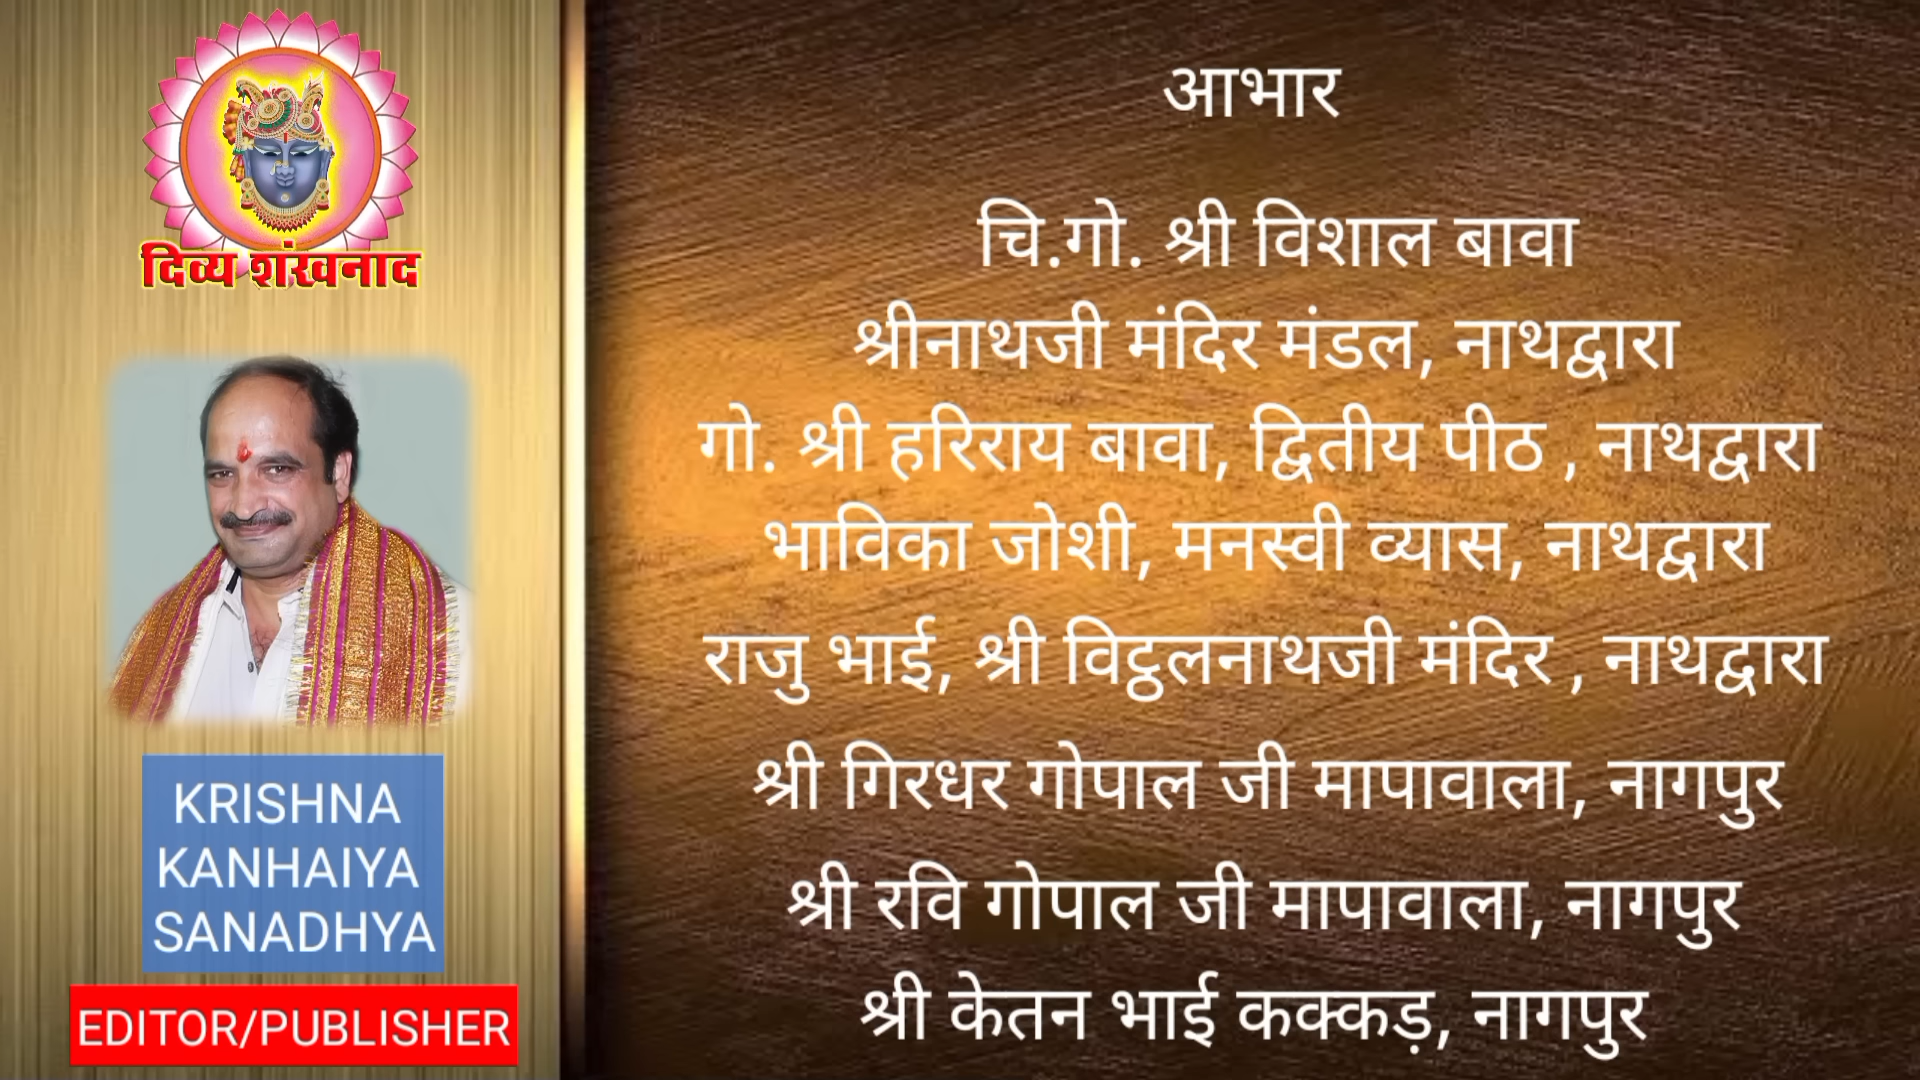 दिव्य शंखनाद
KRISHNA
KANHAIYA
SANADHYA
EDITOR/PUBLISHER
आभार
चि.गो. श्री विशाल बावा
श्रीनाथजी मंदिर मंडल, नाथद्वारा
गो. श्री हरिराय बावा, द्वितीय पीठ , नाथद्वारा
भाविका जोशी, मनस्वी व्यास, नाथद्वारा
राजु भाई, श्री विट्ठलनाथजी मंदिर , नाथद्वारा
श्री गिरधर गोपाल जी मापावाला, नागपुर
श्री रवि गोपाल जी मापावाला, नागपुर
श्री केतन भाई कक्कड़, नागपुर